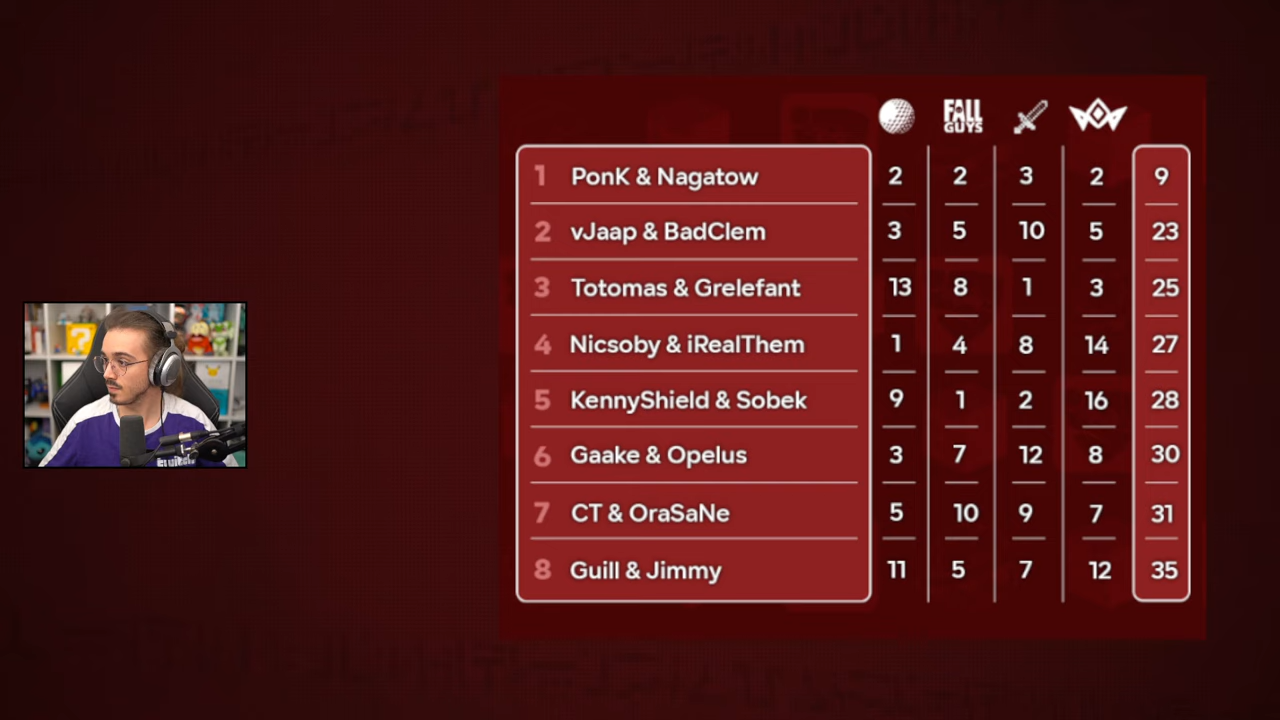 FALL
GUYS
1 PonK & Nagatow 2 2 3 2 9
2 vJaap & BadClem 3 5 10 5 23
3 Totomas & Grelefant 13 8 1 3 25
4 Nicsoby & iRealThem 1 4 8 14 27
5 KennyShield & Sobek 9 1 2 16 28
6 Gaake & Opelus 3 7 12 8 30
7 CT & OraSaNe 5 10 9 7 31
8 Guill & Jimmy 11 5 7 12 35